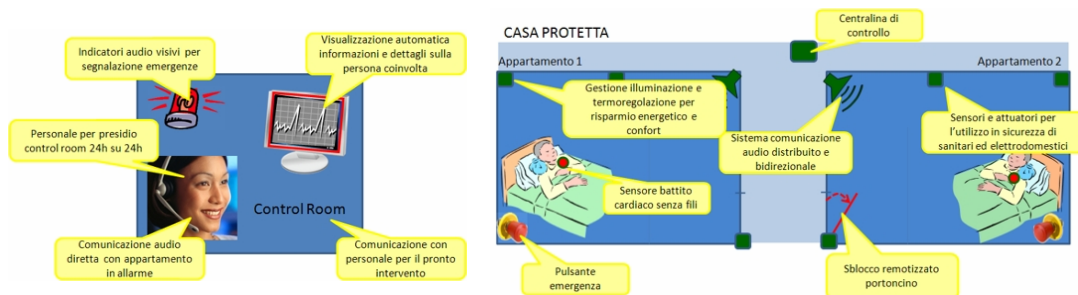 Indicatori audio visivi per
segnalazione emergenze
Visualizzazione automatica
informazioni e dettagli sulla
persona coinvolta
Personale per presidio
control room 24h su 24h
Control Room
Comunicazione audio
diretta con appartamento
in allarme
Comunicazione con
personale per il pronto
intervento
CASA PROTETTA
Centralina di
controllo
Appartamento 1
Appartamento 2
Gestione illuminazione e
termoregolazione per
risparmio energetico e
confort
Sistema comunicazione
audio distribuito e
bidirezionale
Sensori e attuatori per
l'utilizzo in sicurezza di
sanitari ed elettrodomestici
Sensore battito
cardiaco senza fili
Pulsante
emergenza
Sblocco remotizzato
portoncino